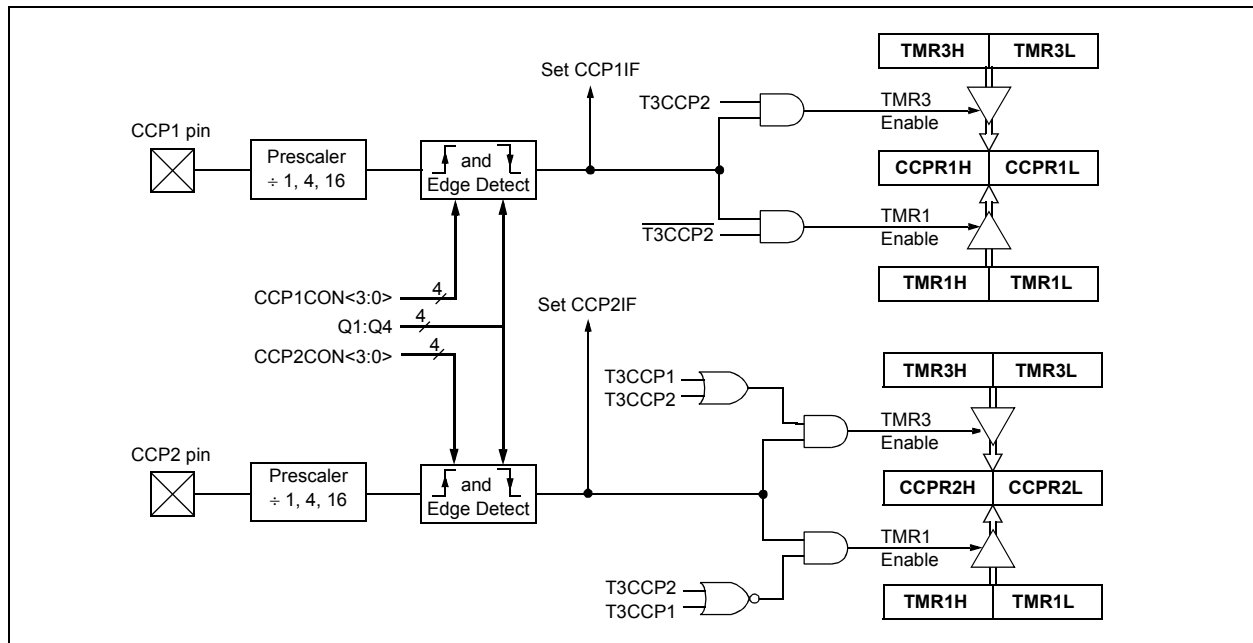 TMR3H TMR3L
Set CCP1IF
T3CCP2
TMR3
Enable
CCP1 pin
Prescaler
÷ 1, 4, 16
and
Edge Detect
CCPR1H CCPR1L
T3CCP2
TMR1
Enable
TMR1H TMR1L
CCP1CON<3:0> 4
Q1:Q4 4
CCP2CON<3:0> 4
Set CCP2IF
TMR3H TMR3L
T3CCP1
T3CCP2
TMR3
Enable
CCP2 pin
Prescaler
÷ 1, 4, 16
and
Edge Detect
CCPR2H CCPR2L
TMR1
Enable
T3CCP2
T3CCP1
TMR1H TMR1L